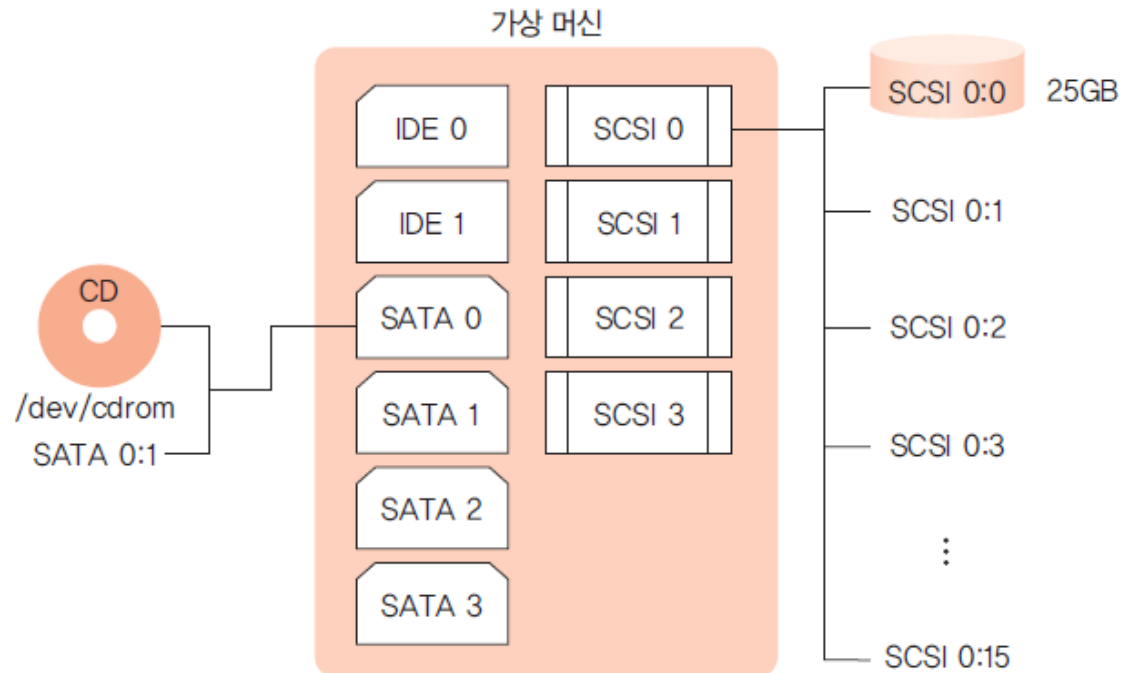 가상 머신
IDE 0
IDE 1
SATA 0
SATA 1
SATA 2
SATA 3
SCSI 0
SCSI 1
SCSI 2
SCSI 3
CD
/dev/cdrom
SATA 0:1
SCSI 0:0
25GB
SCSI 0:1
SCSI 0:2
SCSI 0:3
⋮
SCSI 0:15